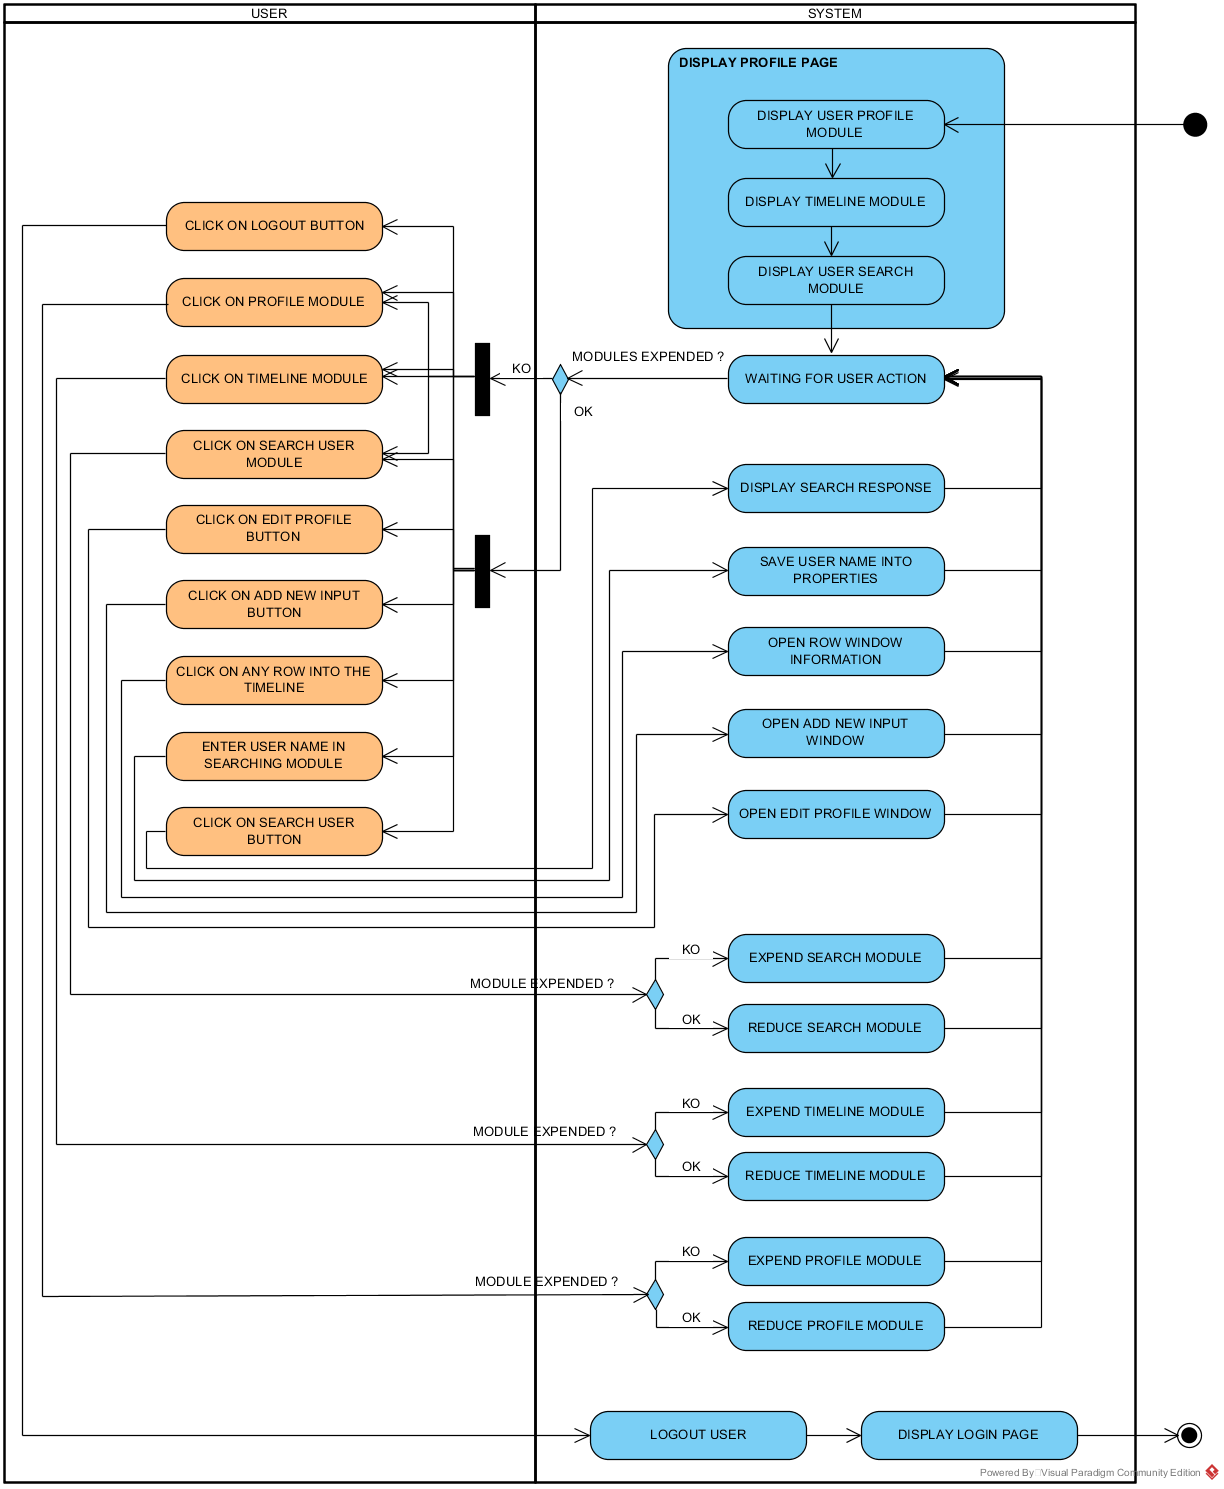 USER
SYSTEM
DISPLAY PROFILE PAGE
DISPLAY USER PROFILE
MODULE
DISPLAY TIMELINE MODULE
DISPLAY USER SEARCH
MODULE
CLICK ON LOGOUT BUTTON
CLICK ON PROFILE MODULE
CLICK ON TIMELINE MODULE
KO
MODULES EXPENDED ?
OK
WAITING FOR USER ACTION
CLICK ON SEARCH USER
MODULE
CLICK ON EDIT PROFILE
BUTTON
CLICK ON ADD NEW INPUT
BUTTON
CLICK ON ANY ROW INTO THE
TIMELINE
ENTER USER NAME IN
SEARCHING MODULE
CLICK ON SEARCH USER
BUTTON
DISPLAY SEARCH RESPONSE
SAVE USER NAME INTO
PROPERTIES
OPEN ROW WINDOW
INFORMATION
OPEN ADD NEW INPUT
WINDOW
OPEN EDIT PROFILE WINDOW
MODULE EXPENDED ?
KO
EXPEND SEARCH MODULE
OK
REDUCE SEARCH MODULE
MODULE EXPENDED ?
KO
EXPEND TIMELINE MODULE
OK
REDUCE TIMELINE MODULE
MODULE EXPENDED ?
KO
EXPEND PROFILE MODULE
OK
REDUCE PROFILE MODULE
LOGOUT USER
DISPLAY LOGIN PAGE
Powered By Visual Paradigm Community Edition